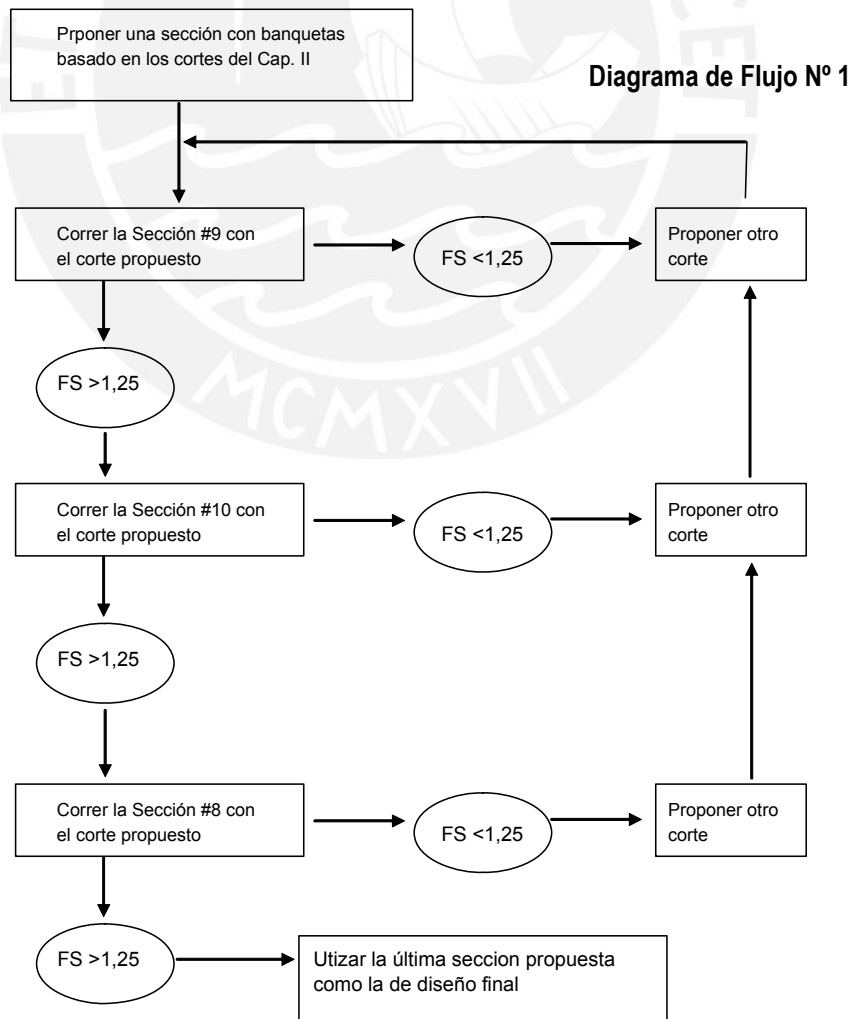 Prponer una sección con banquetas
basado en los cortes del Cap. II
Diagrama de Flujo Nº 1
Correr la Sección #9 con
el corte propuesto
FS <1,25
Proponer otro
corte
FS >1,25
Correr la Sección #10 con
el corte propuesto
FS <1,25
Proponer otro
corte
FS >1,25
Correr la Sección #8 con
el corte propuesto
FS <1,25
Proponer otro
corte
FS >1,25
Utizar la última seccion propuesta
como la de diseño final
MCMXVII